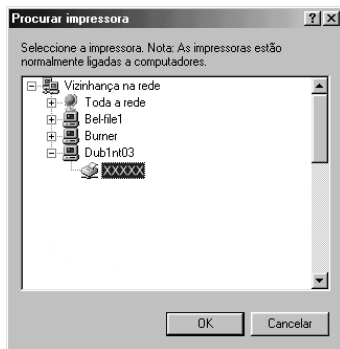 Procurar impressora
Seleccione a impressora. Nota: As impressoras estão
normalmente ligadas a computadores.
Vizinhança na rede
Toda a rede
Bel-file1
Burner
Dub1nt03
XXXXX
OK Cancelar